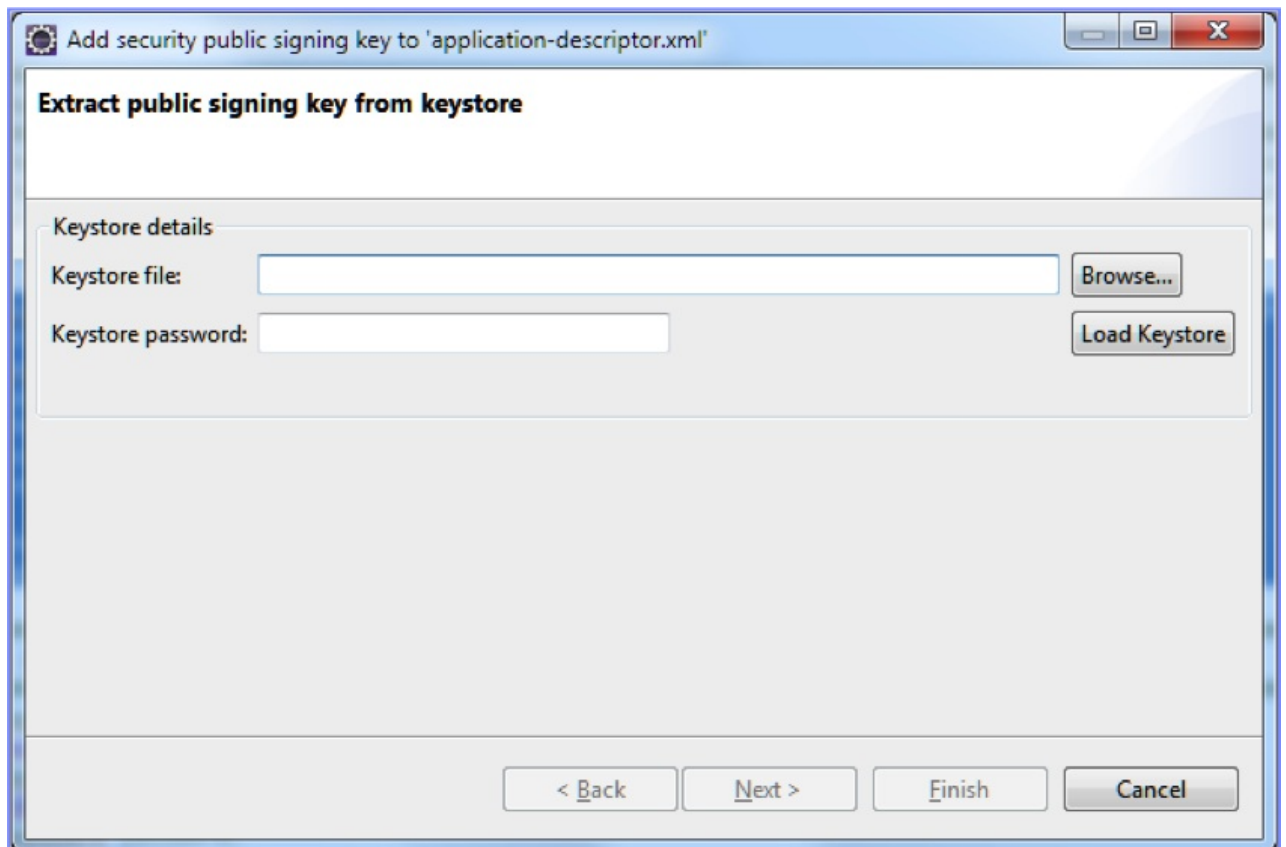 Add security public signing key to 'application-descriptor.xml'
Extract public signing key from keystore
Keystore details
Keystore file: Browse...
Keystore password: Load Keystore
< Back Next > Finish Cancel